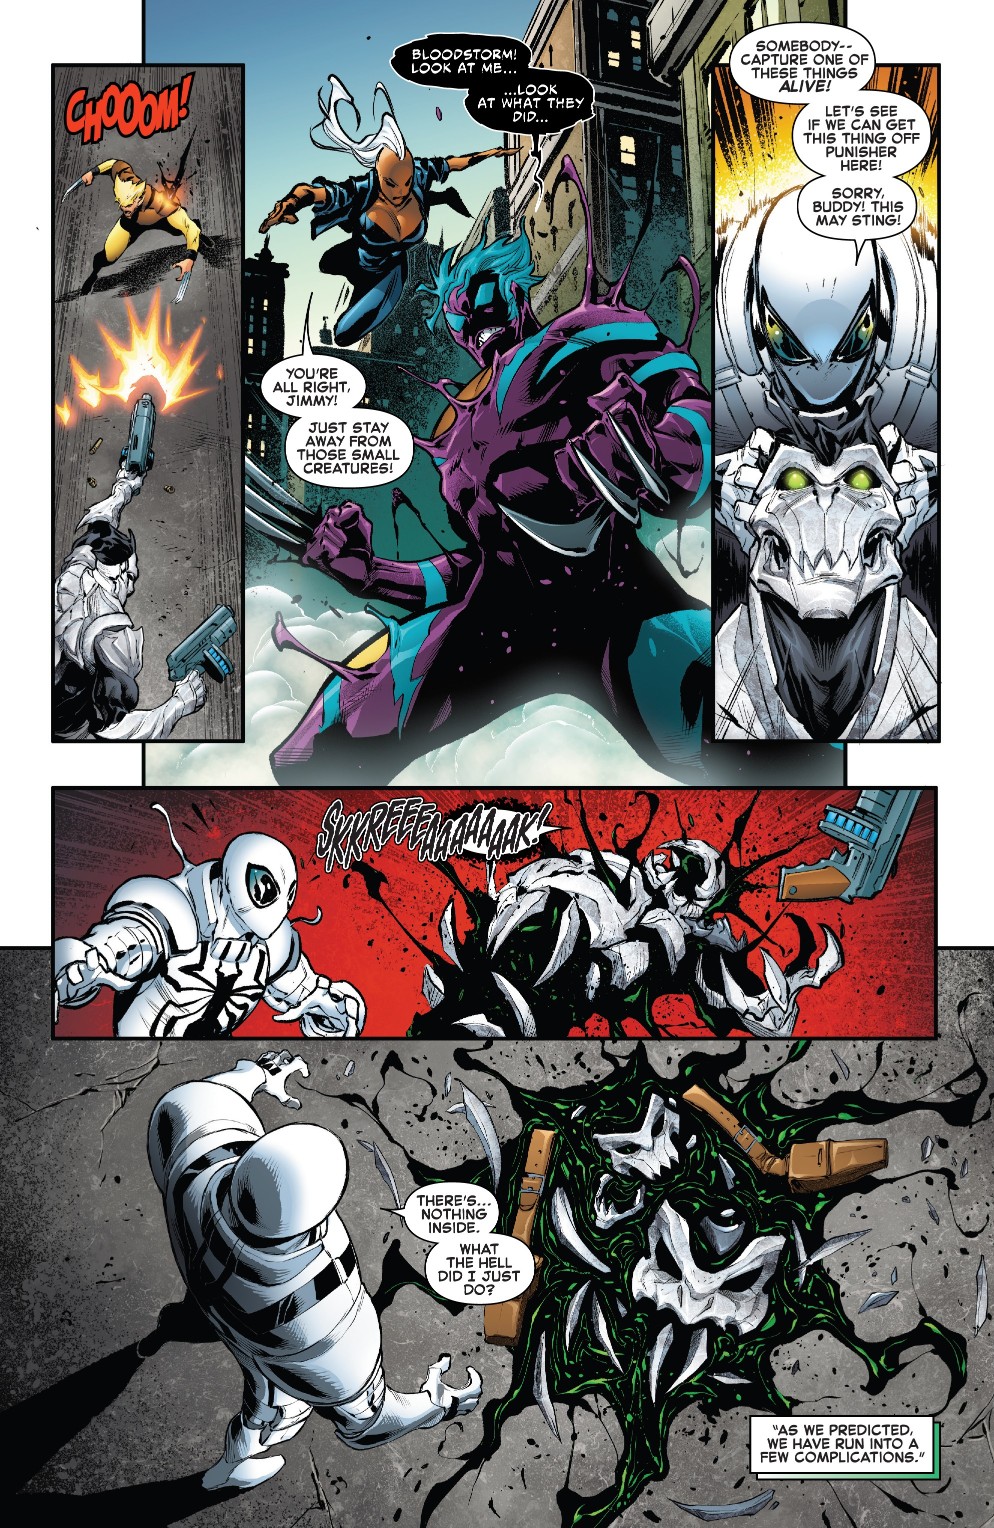 CHOOOM!
BLOODSTORM!
LOOK AT ME...
...LOOK
AT WHAT THEY
DID...
YOU'RE
ALL RIGHT,
JIMMY!
JUST STAY
AWAY FROM
THOSE SMALL
CREATURES!
SOMEBODY--
CAPTURE ONE OF
THESE THINGS
ALIVE!
LET'S SEE
IF WE CAN GET
THIS THING OFF
PUNISHER
HERE!
SORRY,
BUDDY! THIS
MAY STING!
SKKREEEEAAAAAAAK!
THERE'S...
NOTHING
INSIDE.
WHAT
THE HELL
DID I JUST
DO?
"AS WE PREDICTED,
WE HAVE RUN INTO A
FEW COMPLICATIONS."